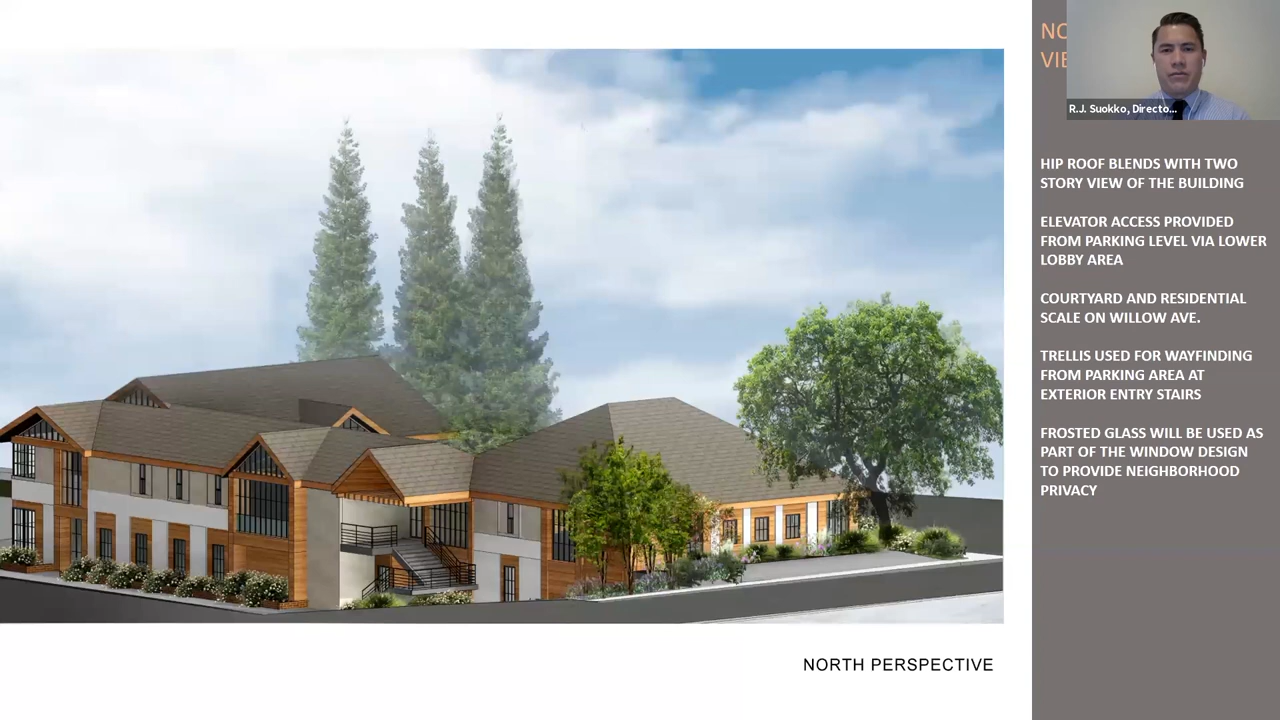 NO
VIE
R.J. Suokko, Directo...
HIP ROOF BLENDS WITH TWO
STORY VIEW OF THE BUILDING
ELEVATOR ACCESS PROVIDED
FROM PARKING LEVEL VIA LOWER
LOBBY AREA
COURTYARD AND RESIDENTIAL
SCALE ON WILLOW AVE.
TRELLIS USED FOR WAYFINDING
FROM PARKING AREA AT
EXTERIOR ENTRY STAIRS
FROSTED GLASS WILL BE USED AS
PART OF THE WINDOW DESIGN
TO PROVIDE NEIGHBORHOOD
PRIVACY
NORTH PERSPECTIVE